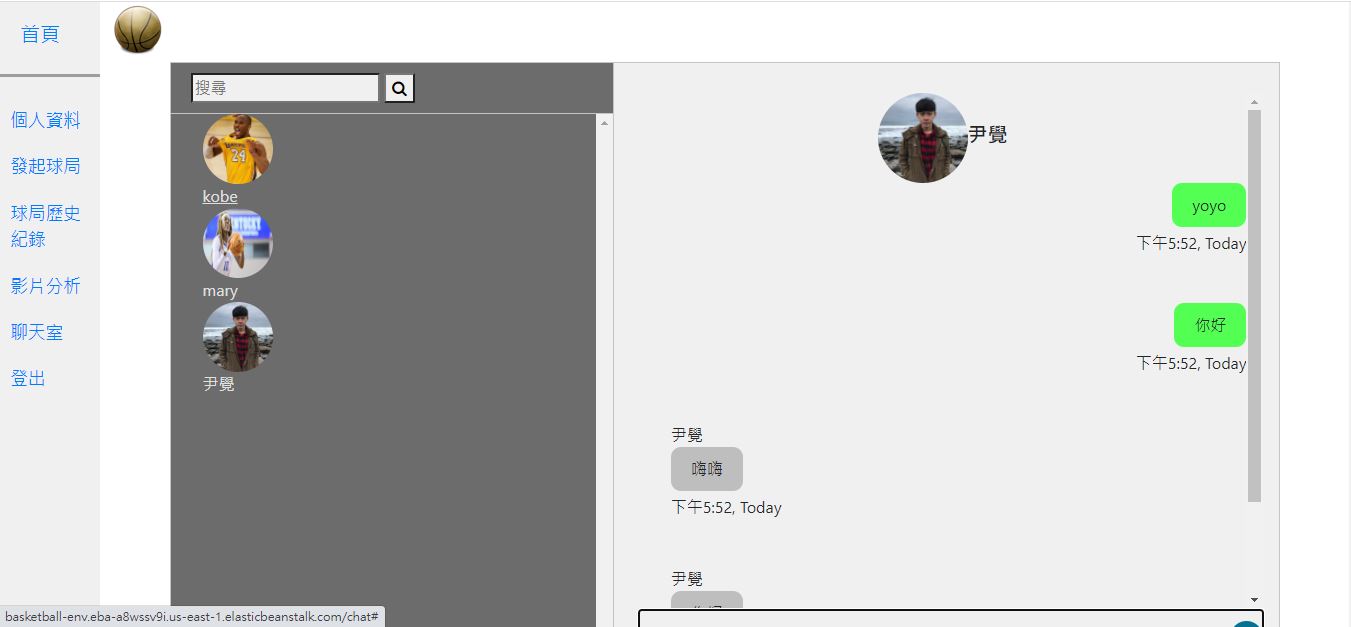 首頁
個人資料
發起球局
球局歷史
紀錄
影片分析
聊天室
登出
搜尋
24
kobe
mary
尹覺
尹覺
yoyo
下午5:52, Today
你好
下午5:52, Today
尹覺
嗨嗨
下午5:52, Today
尹覺
basketball-env.eba-a8wssv9i.us-east-1.elasticbeanstalk.com/chat#